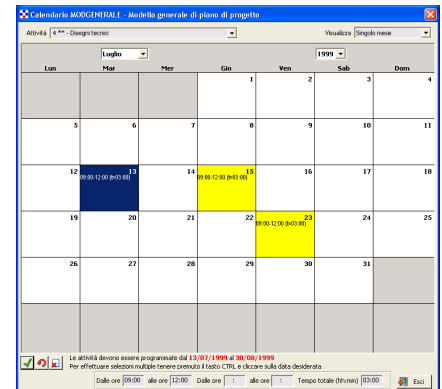 Calendario MODGENERALE - Modello generale di piano di progetto
Attività 4 ** - Disegni tecnici Visualizza Singolo mese
Luglio 1999
Lun Mar Mer Gio Ven Sab Dom
1 2 3 4
5 6 7 8 9 10 11
12 13 14 15 16 17 18
09:00-12:00 (t=03:00) 09:00-12:00 (t=03:00)
19 20 21 22 23 24 25
09:00-12:00 (t=03:00)
26 27 28 29 30 31
Le attività devono essere programmate dal 13/07/1999 al 30/08/1999
Per effettuare selezioni multiple tenere premuto il tasto CTRL e cliccare sulla data desiderata
Dalle ore 09:00 alle ore 12:00 Dalle ore : alle ore : Tempo totale (hh:mm) 03:00 Esci